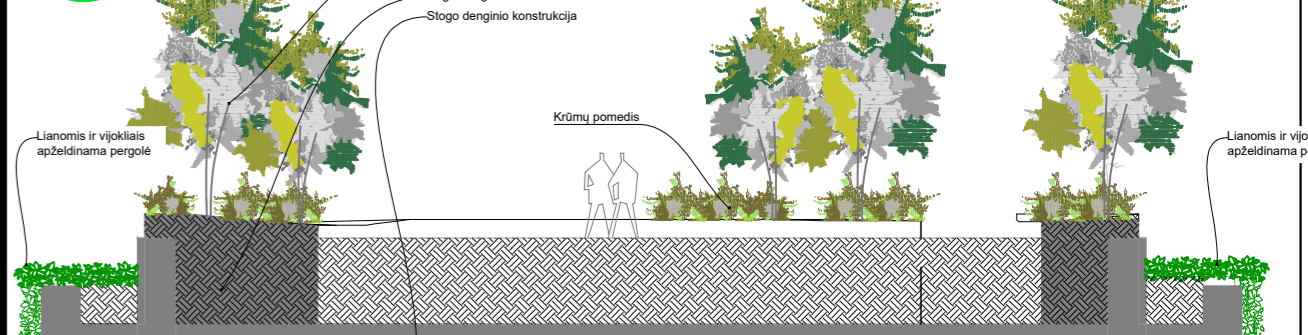 Stogo denginio konstrukcija
Krūmų pomedis
Lianomis ir vijokliais
apželdinama pergolė
Lianomis ir vijo
apželdinama p